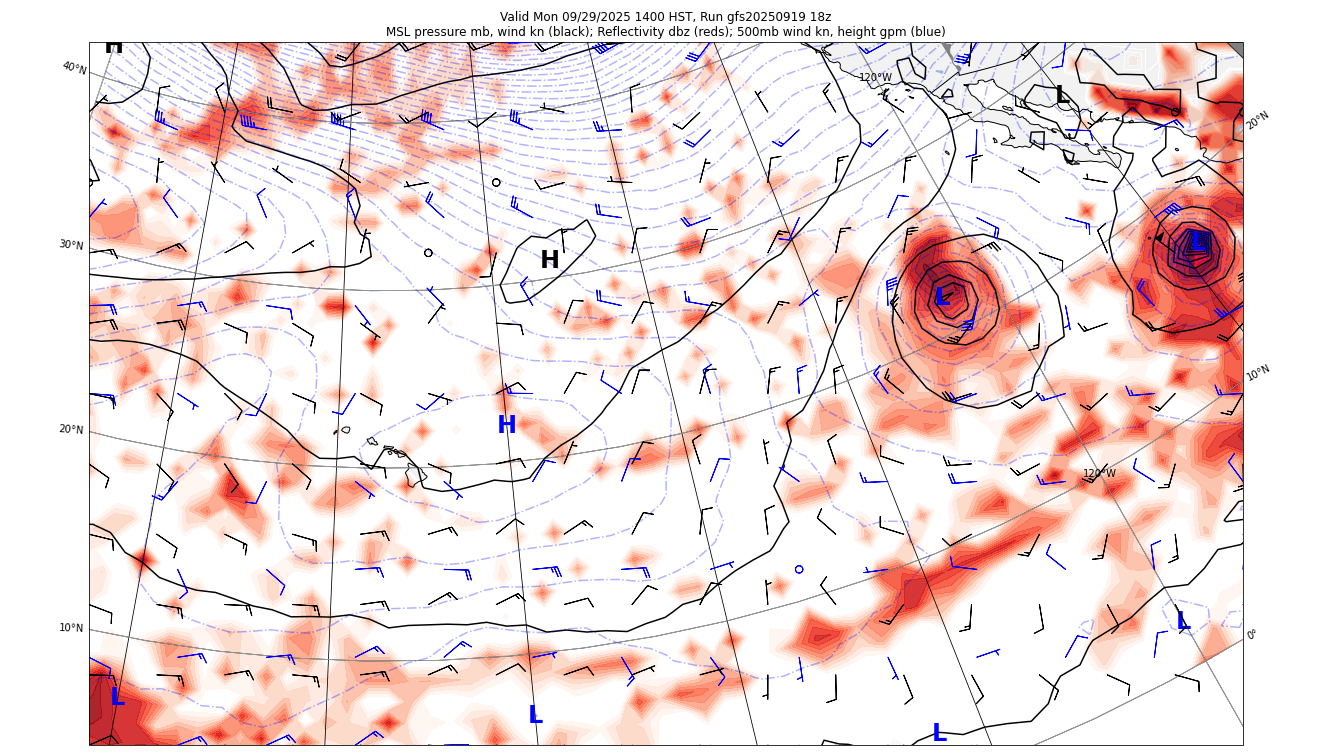 Valid Mon 09/29/2025 1400 HST, Run gfs20250919 18z
MSL pressure mb, wind kn (black); Reflectivity dbz (reds); 500mb wind kn, height gpm (blue)
H
40°N
120°W
L
20°N
30°N
H
L
L
10°N
20°N
H
120°W
10°N
L
0°
L
L
L